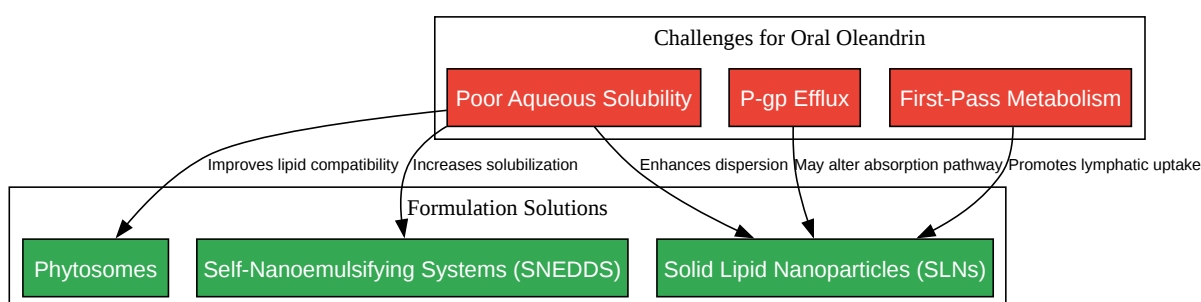 Challenges for Oral Oleandrin
Poor Aqueous Solubility
P-gp Efflux
First-Pass Metabolism
Improves lipid compatibility
Increases solubilization
Enhances dispersion
May alter absorption pathway
Promotes lymphatic uptake
Formulation Solutions
Phytosomes
Self-Nanoemulsifying Systems (SNEDDS)
Solid Lipid Nanoparticles (SLNs)